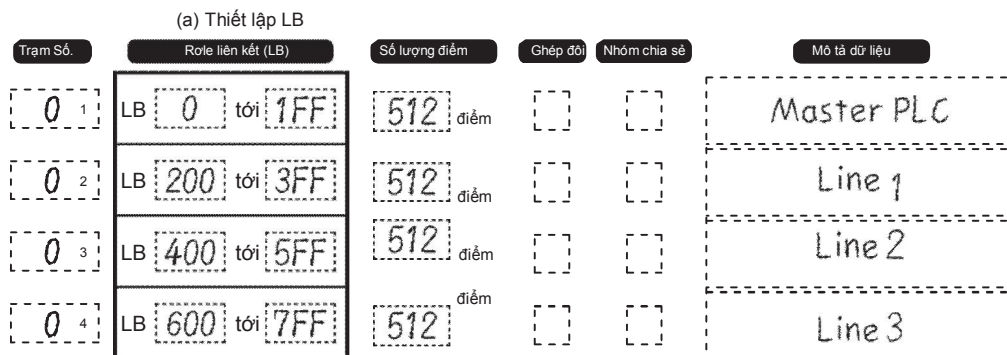 (a) Thiết lập LB
Trạm Số. Rơle liên kết (LB) Số lượng điểm Ghép đôi Nhóm chia sẻ Mô tả dữ liệu
0 1 LB 0 tới 1FF 512 điểm Master PLC
0 2 LB 200 tới 3FF 512 điểm Line 1
0 3 LB 400 tới 5FF 512 điểm Line 2
0 4 LB 600 tới 7FF 512 điểm Line 3